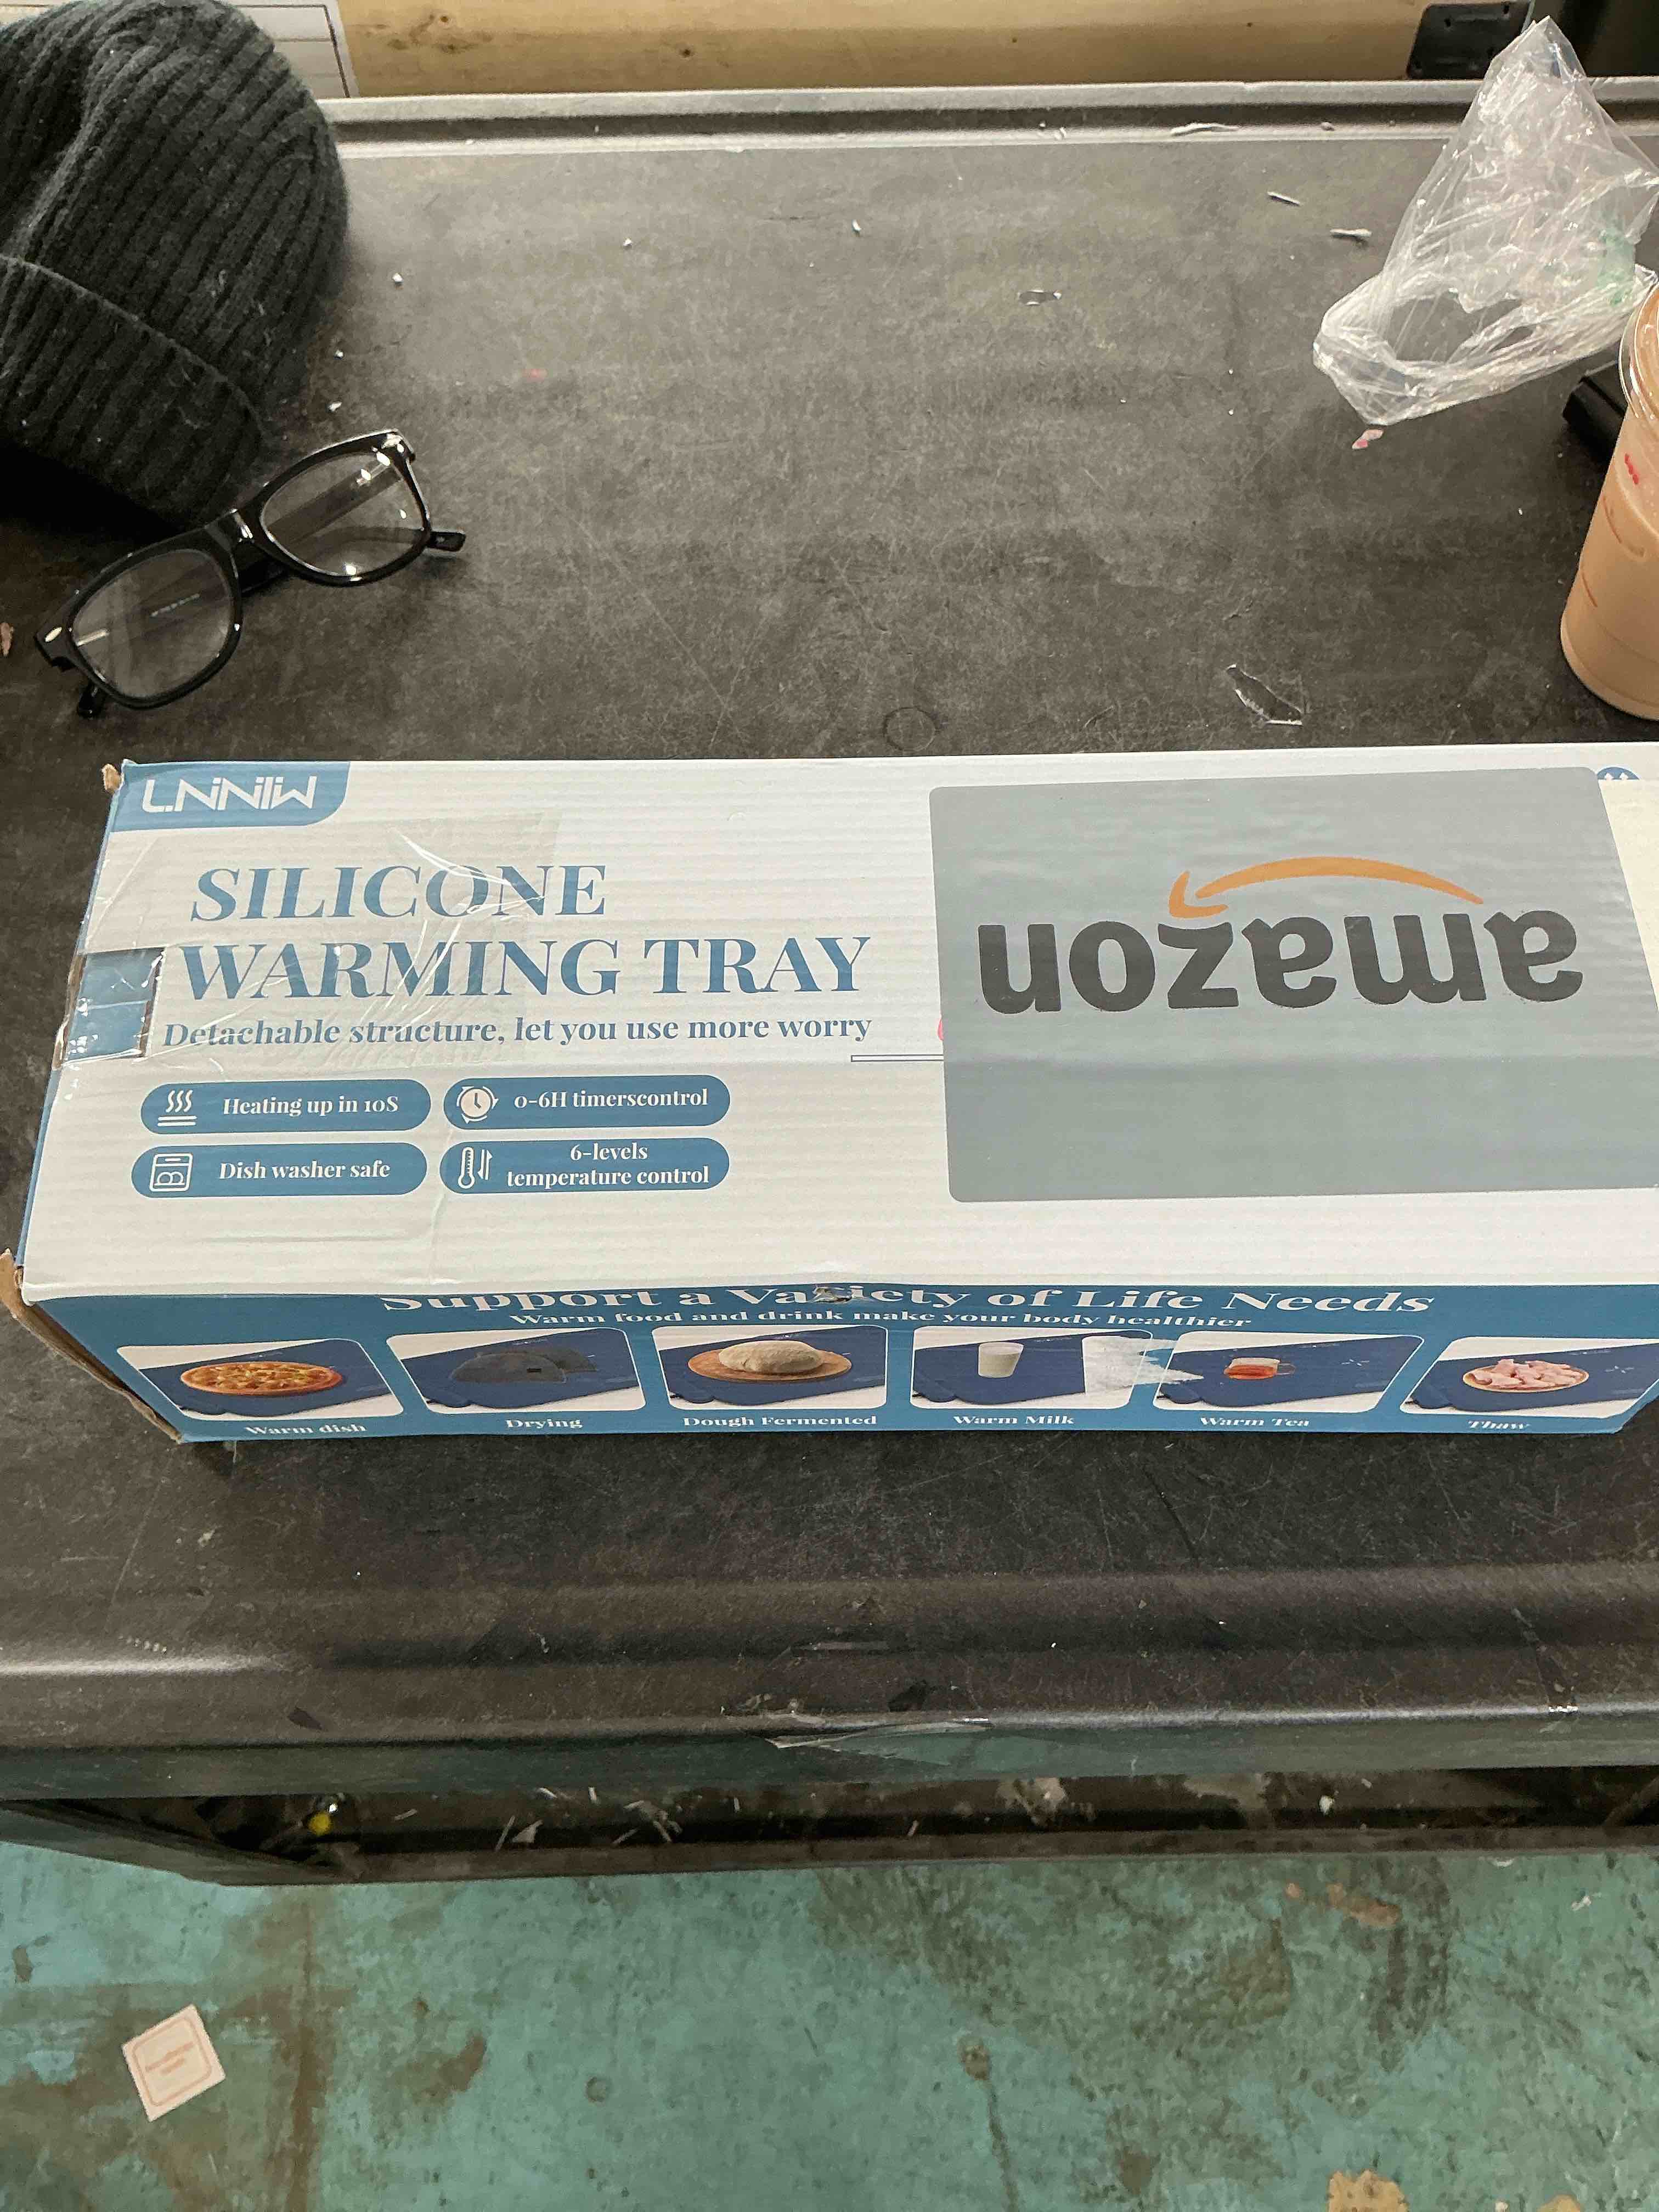 LNNIIW
SILICONE
WARMING TRAY
Detachable structure, let you use more worry
Heating up in 10S
0-6H timerscontrol
Dish washer safe
6-levels
temperature control
amazon
Support a Variety of Life Needs
Warm food and drink make your body healthier
Warm dish
Drying
Dough Fermented
Warm Milk
Warm Tea
Thaw